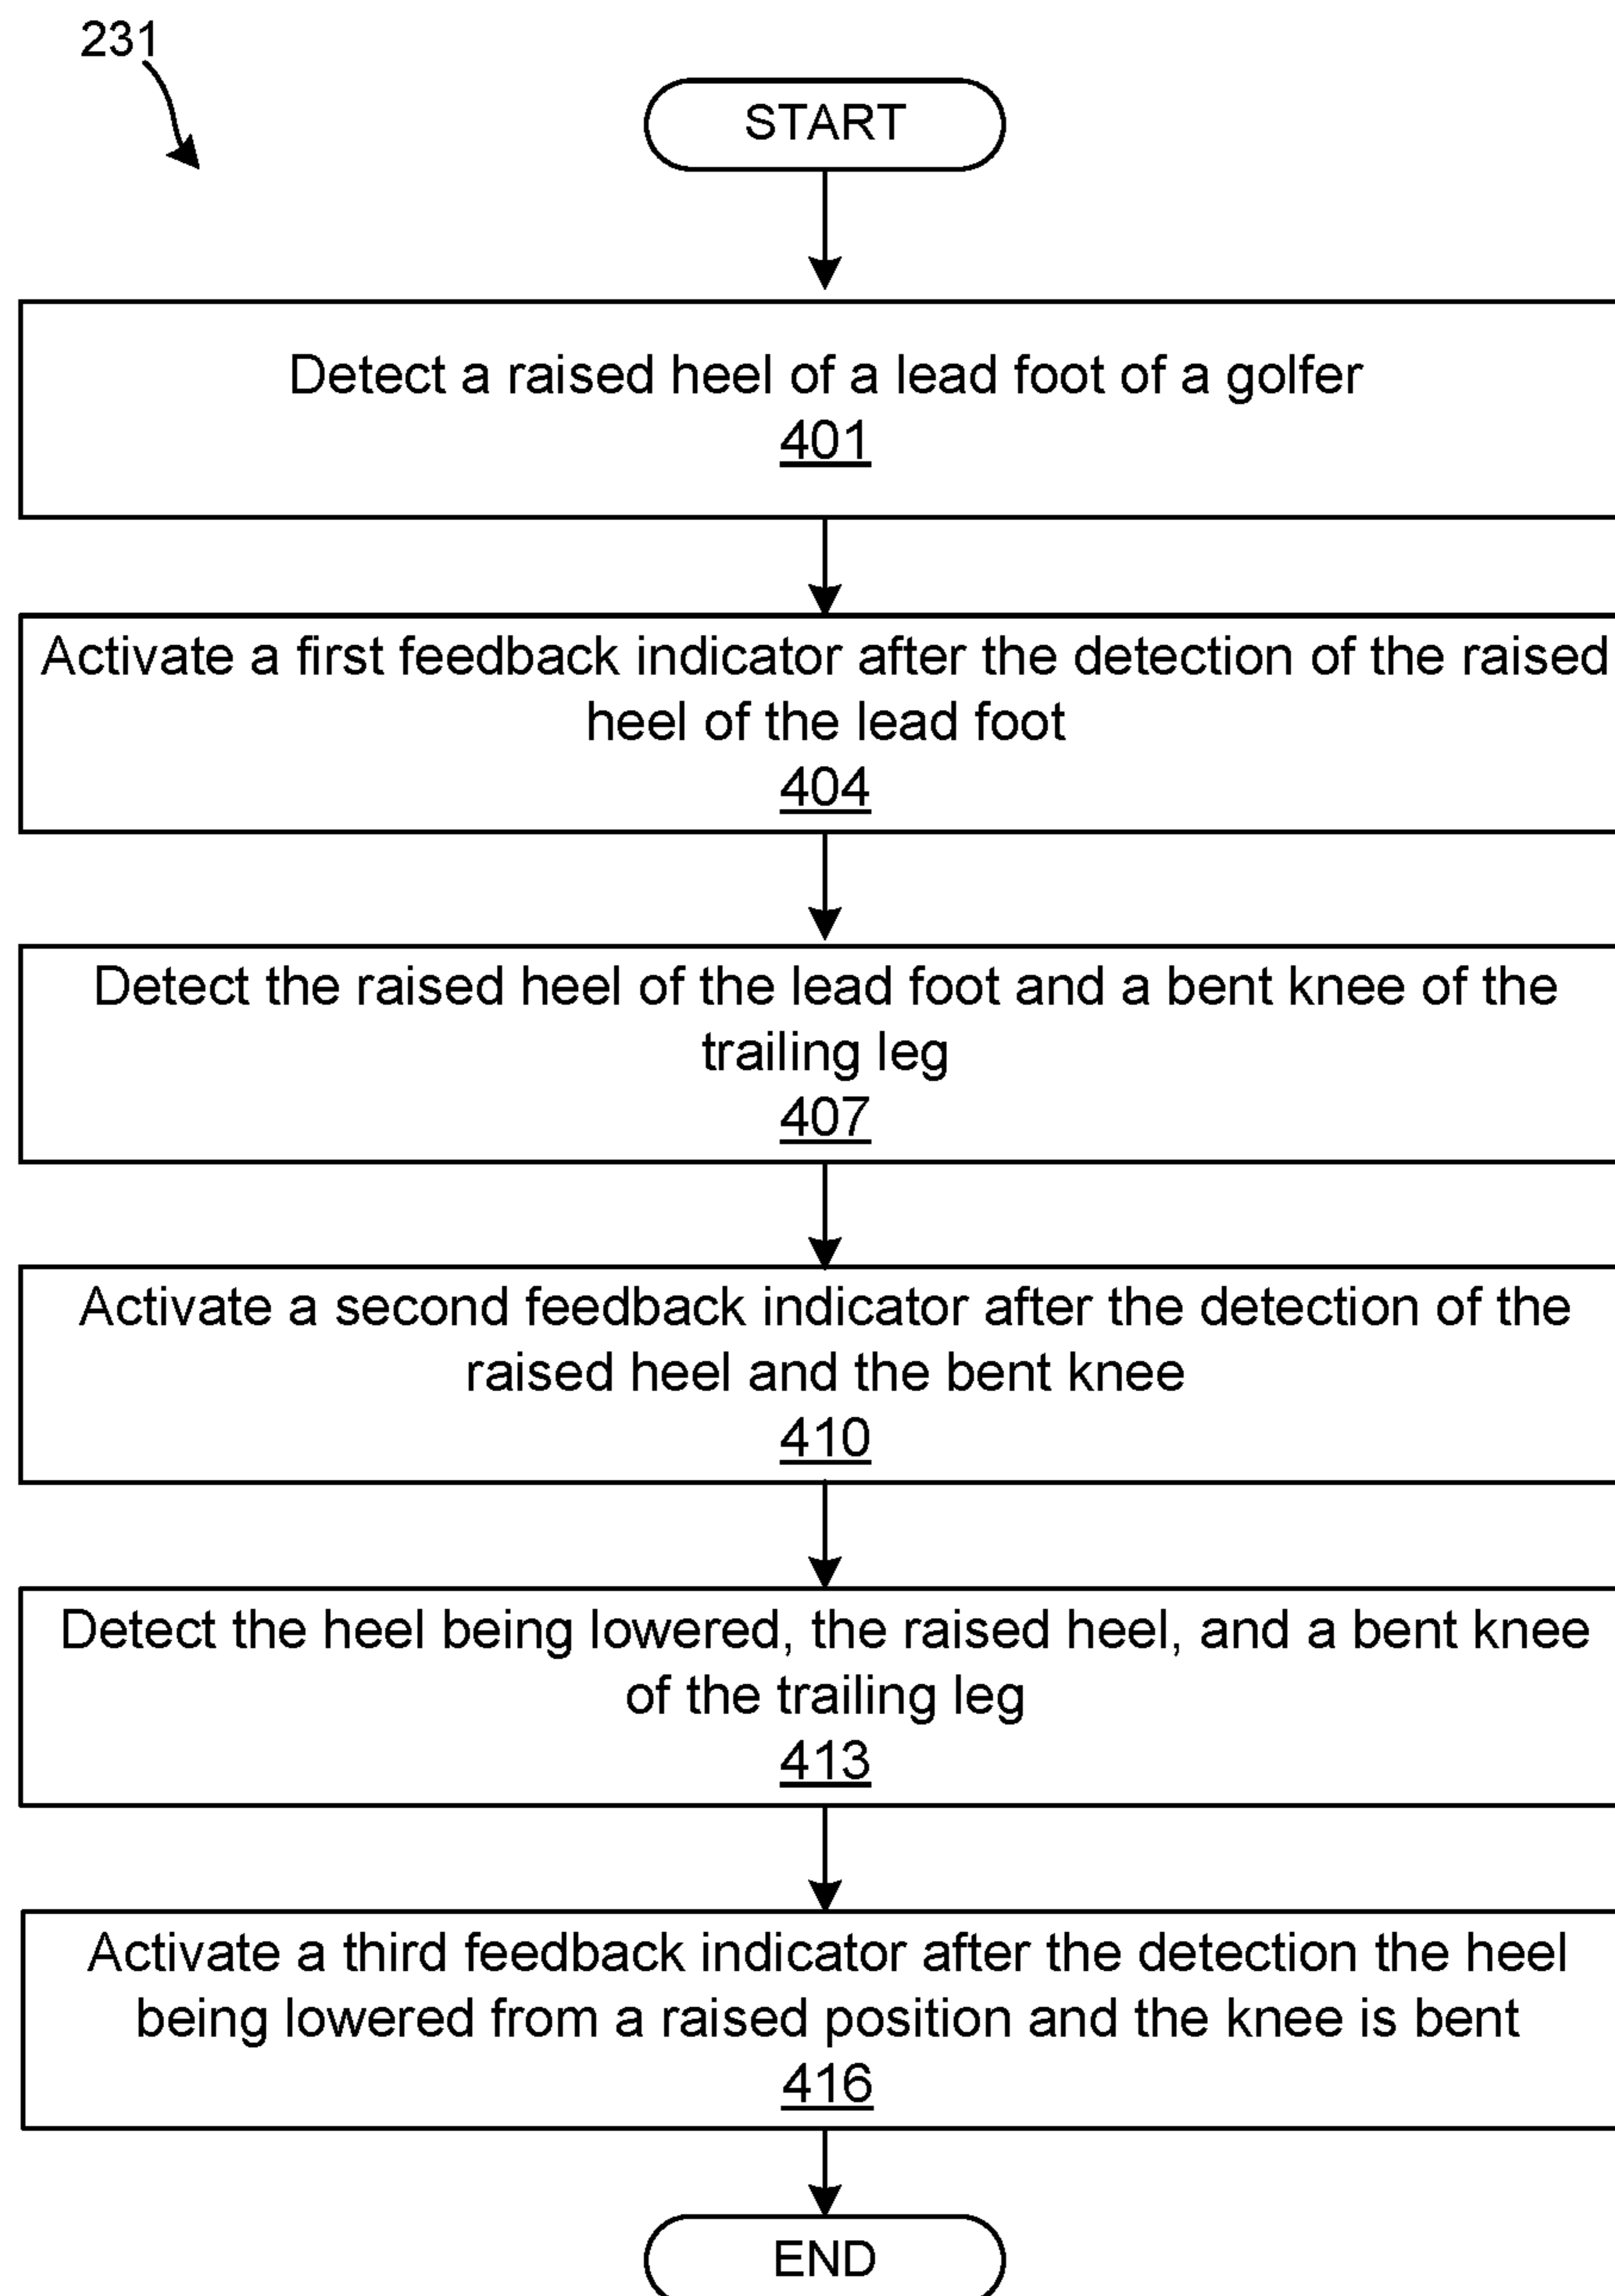 231
START
Detect a raised heel of a lead foot of a golfer
401
Activate a first feedback indicator after the detection of the raised
heel of the lead foot
404
Detect the raised heel of the lead foot and a bent knee of the
trailing leg
407
Activate a second feedback indicator after the detection of the
raised heel and the bent knee
410
Detect the heel being lowered, the raised heel, and a bent knee
of the trailing leg
413
Activate a third feedback indicator after the detection the heel
being lowered from a raised position and the knee is bent
416
END